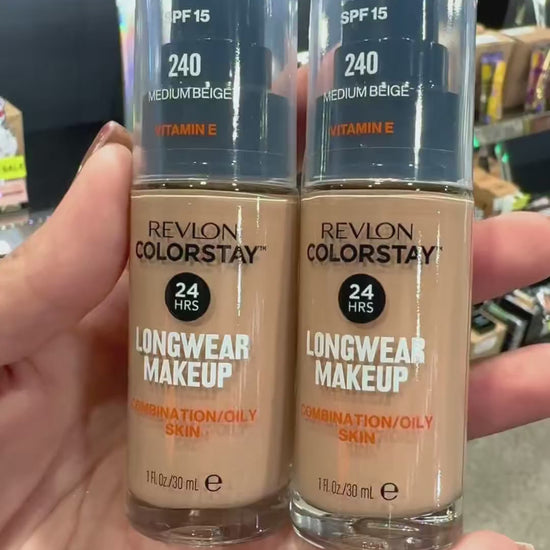 SPF 15
240
MEDIUM BEIGE
VITAMIN E
REVLON
COLORSTAY™
24
HRS
LONGWEAR
MAKEUP
COMBINATION/OILY
SKIN
1 Fl. Oz./30 mL ℮
SPF 15
240
MEDIUM BEIGE
VITAMIN E
REVLON
COLORSTAY™
24
HRS
LONGWEAR
MAKEUP
COMBINATION/OILY
SKIN
1 Fl. Oz./30 mL ℮
SALE